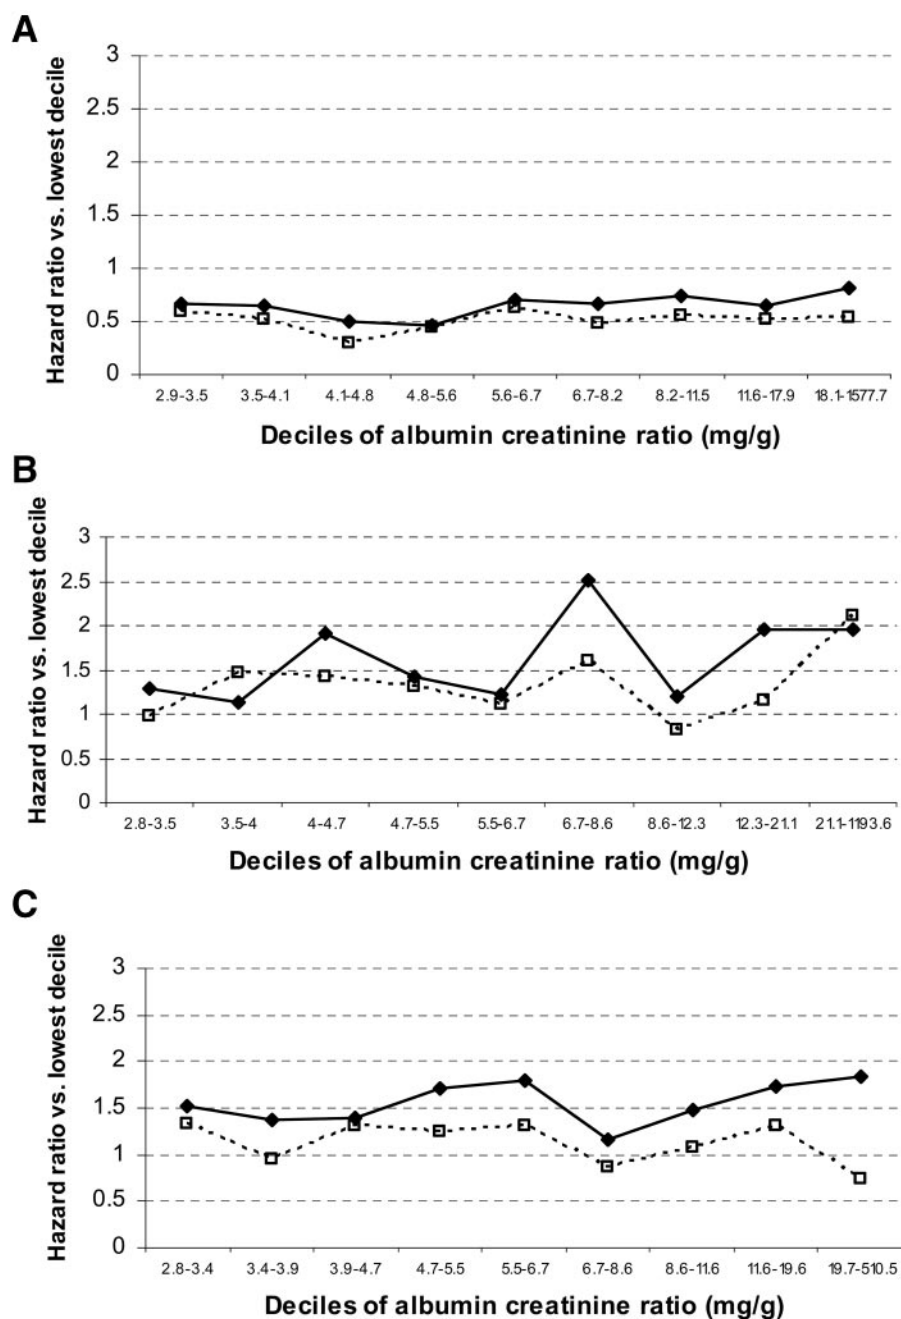 A
Hazard ratio vs. lowest decile
3
2.5
2
1.5
1
0.5
0
2.9-3.5 3.5-4.1 4.1-4.8 4.8-5.6 5.6-6.7 6.7-8.2 8.2-11.5 11.6-17.9 18.1-1577.7
Deciles of albumin creatinine ratio (mg/g)
B
Hazard ratio vs. lowest decile
3
2.5
2
1.5
1
0.5
0
2.8-3.5 3.5-4 4-4.7 4.7-5.5 5.5-6.7 6.7-8.6 8.6-12.3 12.3-21.1 21.1-1193.6
Deciles of albumin creatinine ratio (mg/g)
C
Hazard ratio vs. lowest decile
3
2.5
2
1.5
1
0.5
0
2.8-3.4 3.4-3.9 3.9-4.7 4.7-5.5 5.5-6.7 6.7-8.6 8.6-11.6 11.6-19.6 19.7-510.5
Deciles of albumin creatinine ratio (mg/g)